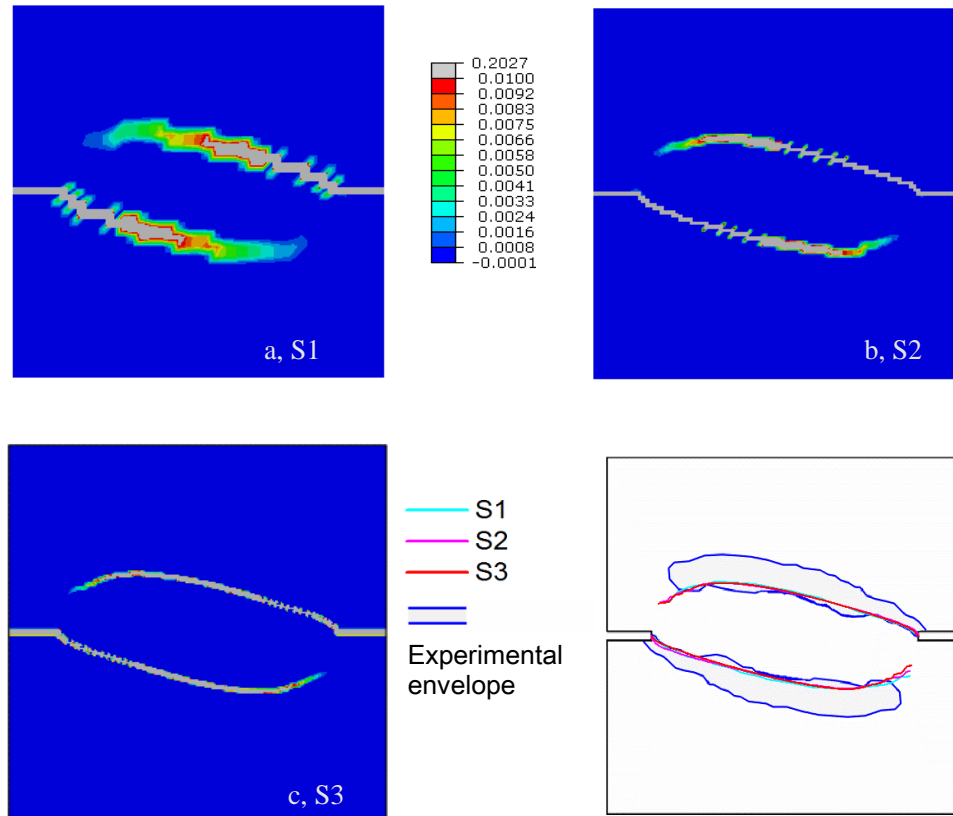 0.2027
0.0100
0.0092
0.0083
0.0075
0.0066
0.0058
0.0050
0.0041
0.0033
0.0024
0.0016
0.0008
-0.0001
a, S1
b, S2
S1
S2
S3
Experimental
envelope
c, S3